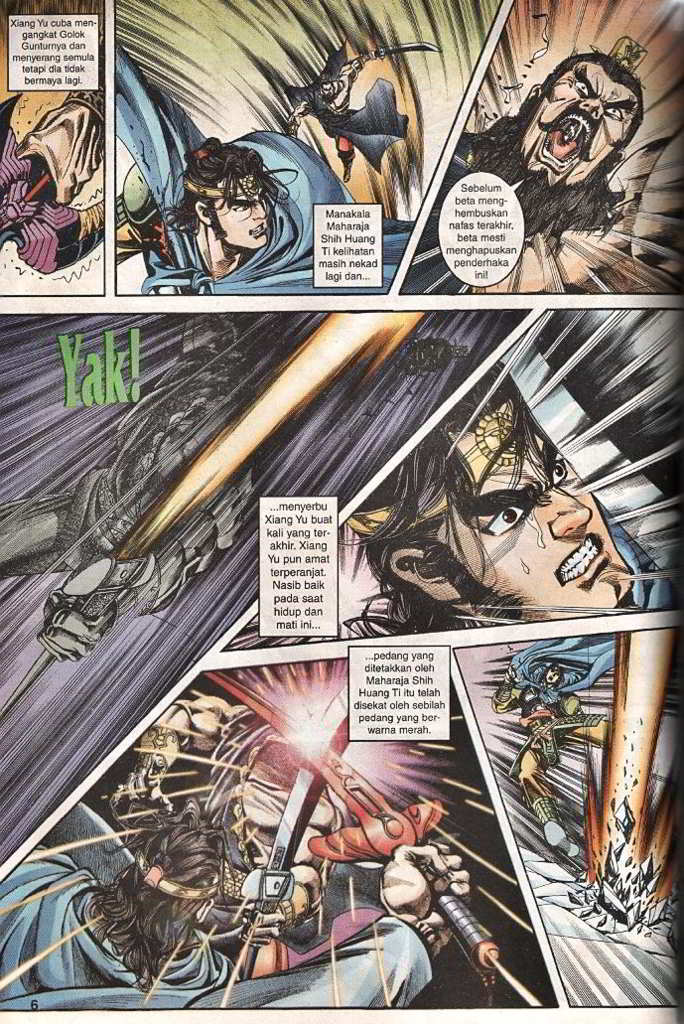 Xiang Yu cuba men-
gangkat Golok
Gunturnya dan
menyerang semula
tetapi dia tidak
bermaya lagi.
Manakala
Maharaja
Shih Huang
Ti kelihatan
masih nekad
lagi dan...
Sebelum
beta meng-
hembuskan
nafas terakhir,
beta mesti
menghapuskan
penderhaka
ini!
Yak!
...menyerbu
Xiang Yu buat
kali yang ter-
akhir. Xiang
Yu pun amat
terperanjat.
Nasib baik
pada saat
hidup dan
mati ini...
...pedang yang
ditetakkan oleh
Maharaja Shih
Huang Ti itu telah
disekat oleh sebilah
pedang yang ber-
warna merah.
6